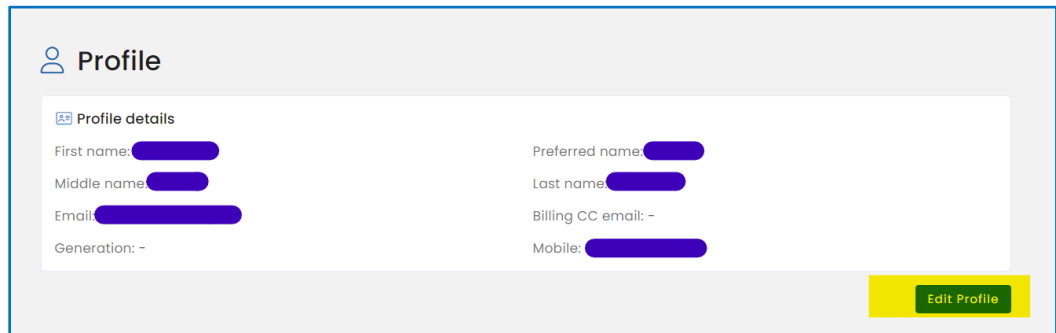 Profile
Profile details
First name:
Preferred name:
Middle name:
Last name:
Email:
Billing CC email: -
Generation: -
Mobile:
Edit Profile